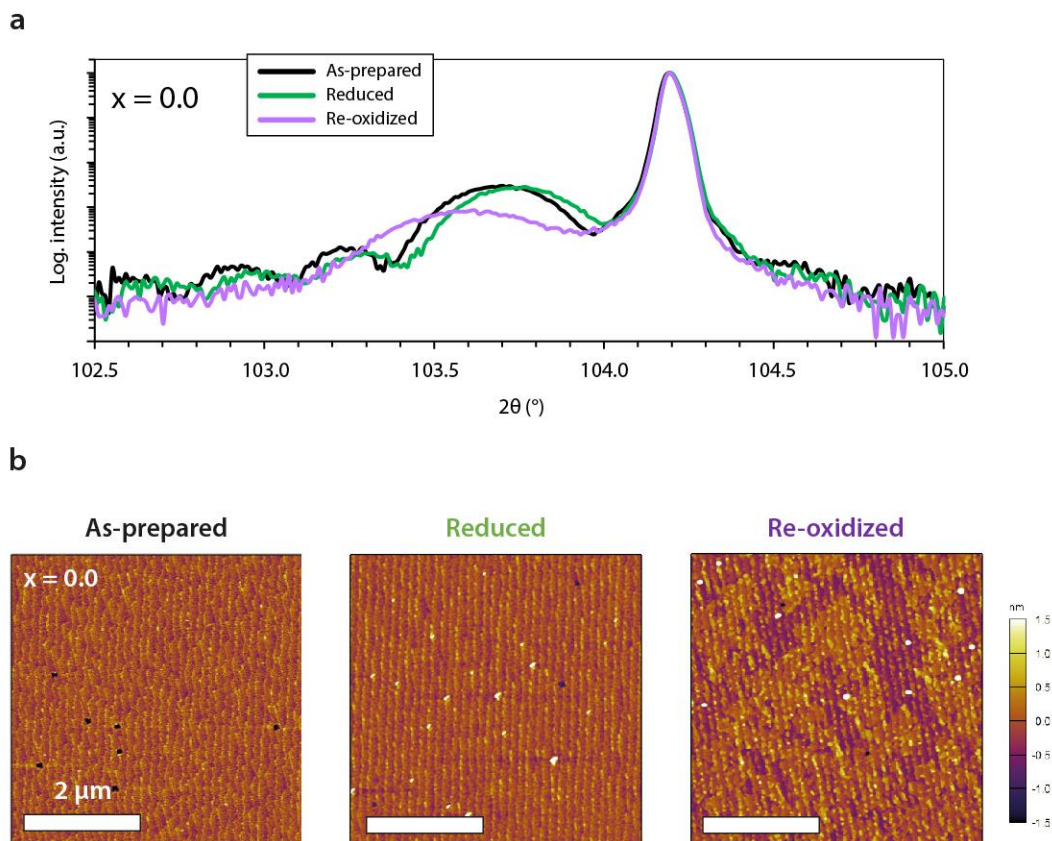 a
x = 0.0
As-prepared
Reduced
Re-oxidized
Log. intensity (a.u.)
102.5 103.0 103.5 104.0 104.5 105.0
2θ (°)
b
As-prepared Reduced Re-oxidized
x = 0.0
2 μm
nm
1.5
1.0
0.5
0.0
-0.5
-1.0
-1.5